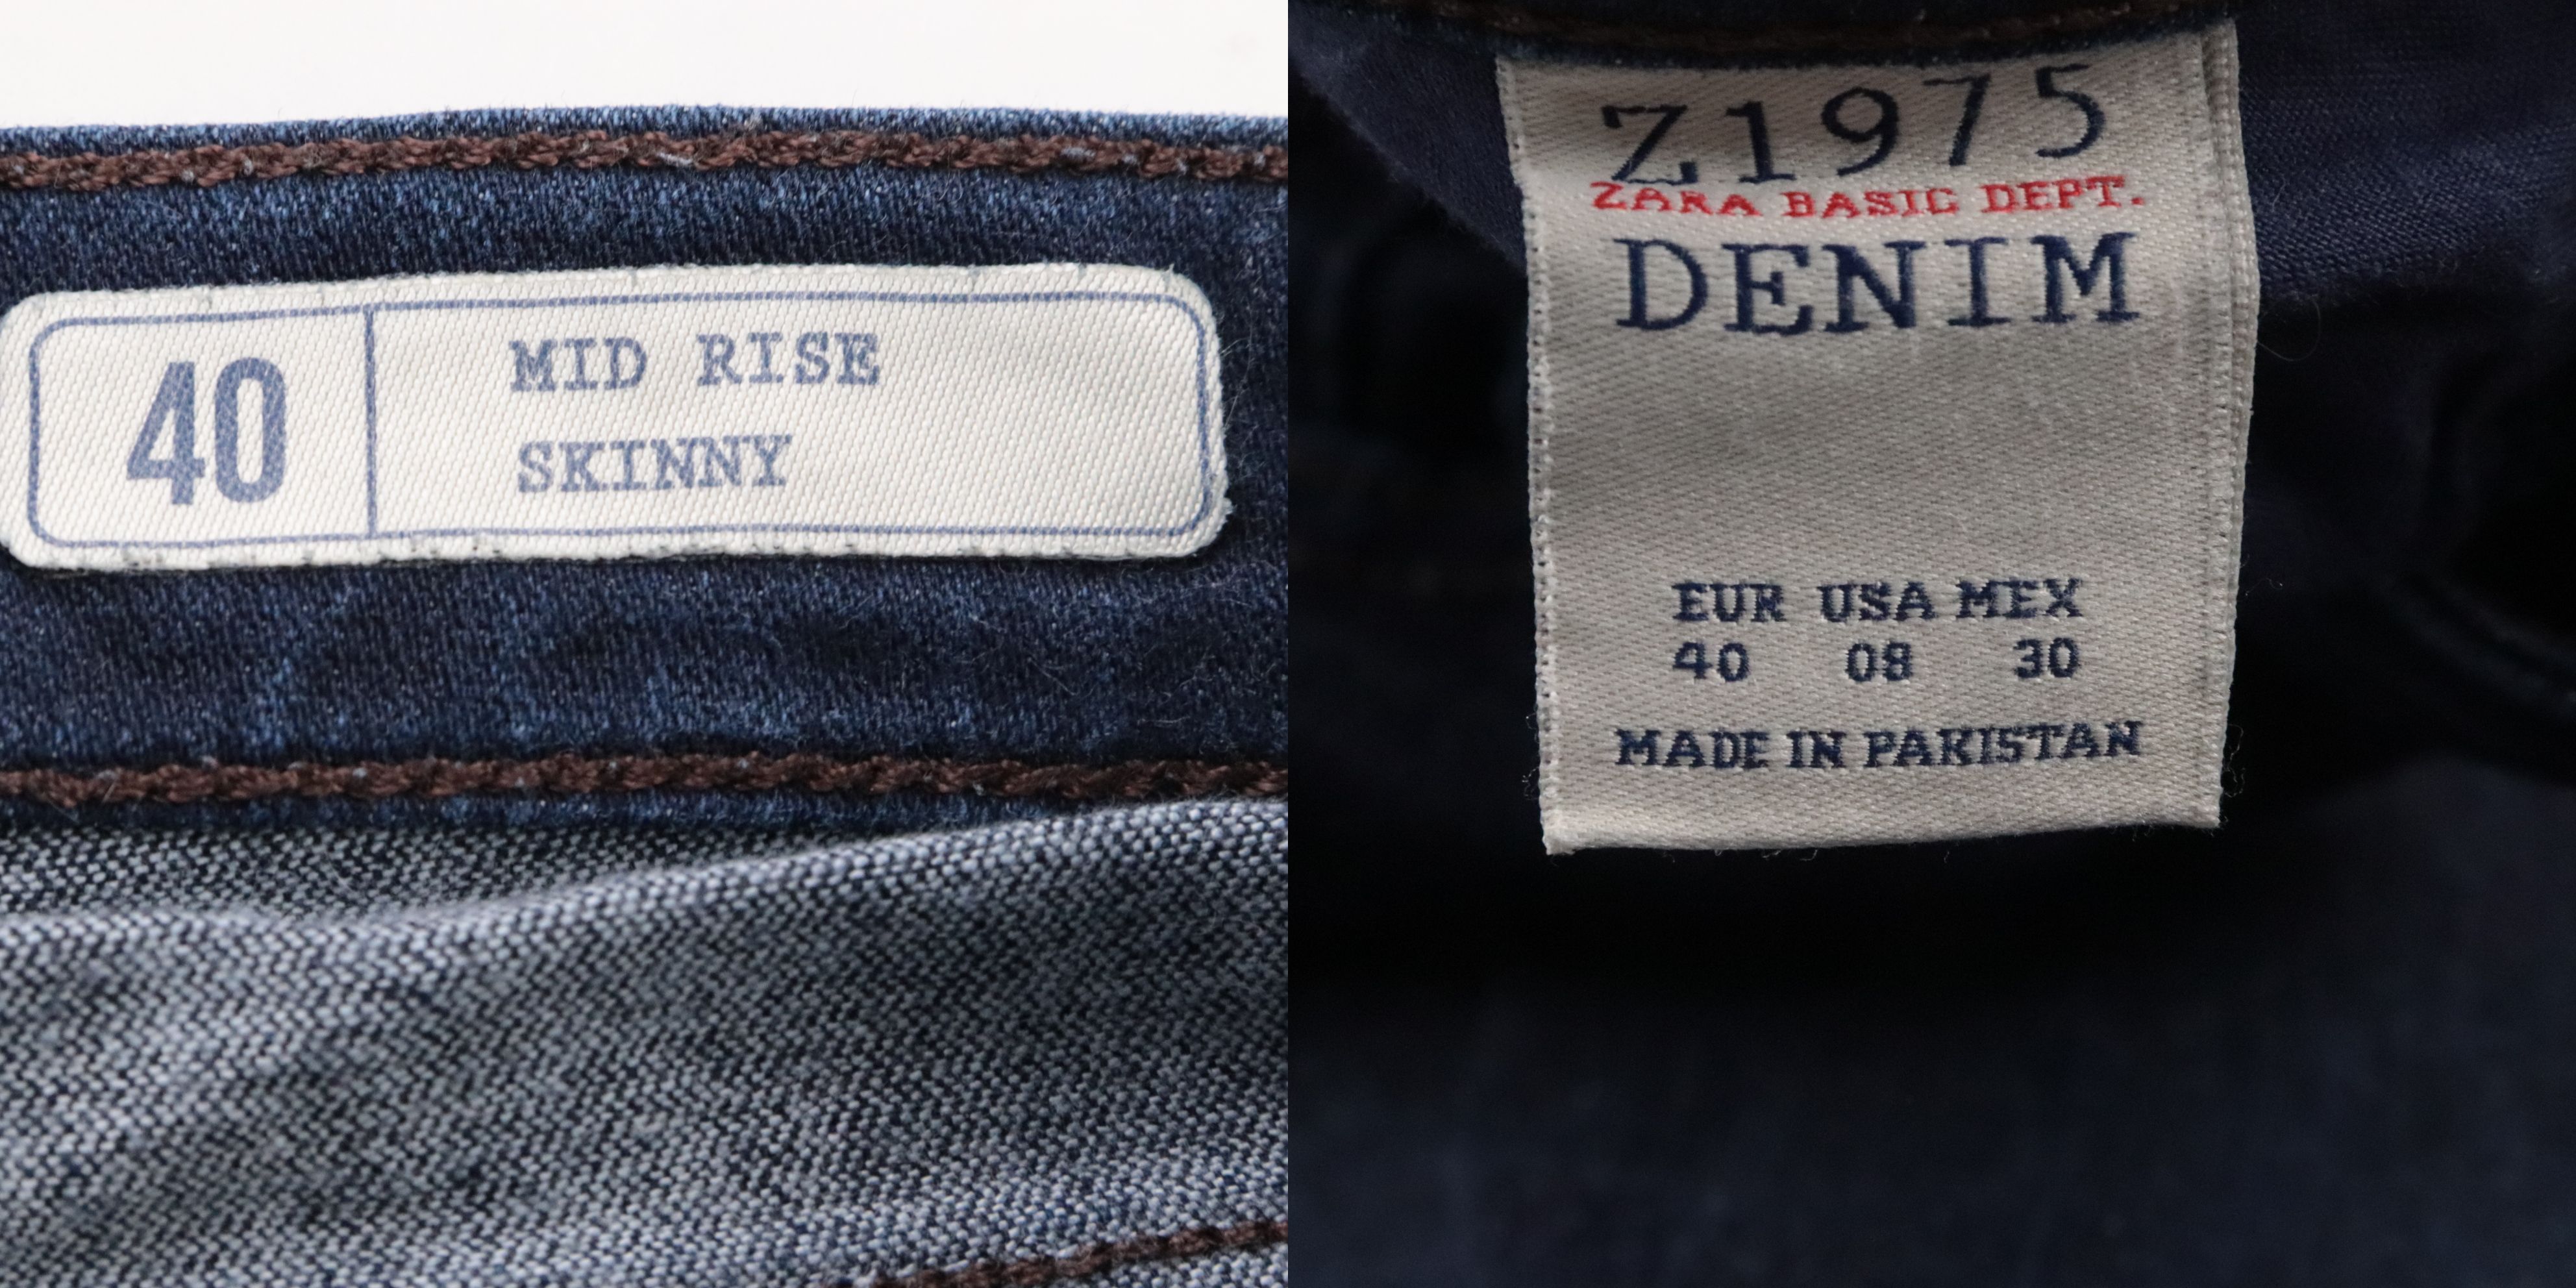 40
MID RISE
SKINNY
Z1975
ZARA BASIC DEPT.
DENIM
EUR USA MEX
40 08 30
MADE IN PAKISTAN